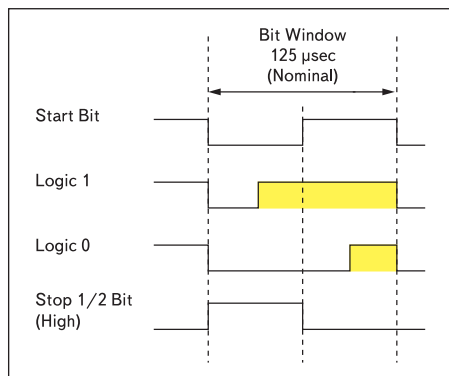 Bit Window
125 µsec
(Nominal)
Start Bit
Logic 1
Logic 0
Stop 1/2 Bit
(High)